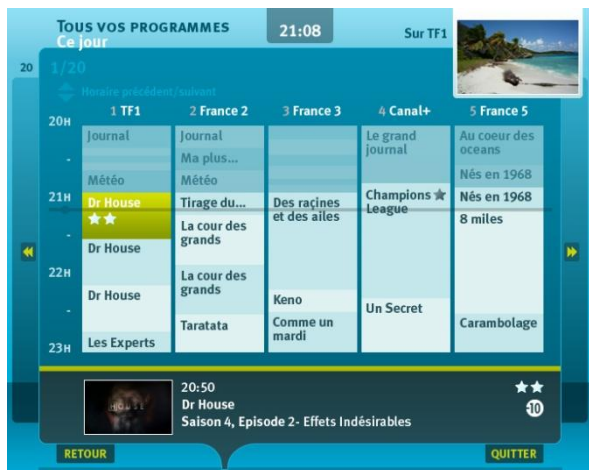 TOUS VOS PROGRAMMES
21:08
Sur TF1
Ce jour
20
1/20
Horaire précédent/suivant
1 TF1
2 France 2
3 France 3
4 Canal+
5 France 5
20H
Journal
Journal
Le grand
journal
Au coeur des
oceans
-
Ma plus...
Météo
Météo
Nés en 1968
21H
Dr House
Tirage du...
Des raçines
et des ailes
Champions
League
Nés en 1968
La cour des
grands
8 miles
-
Dr House
22H
La cour des
grands
Dr House
Keno
Un Secret
-
Taratata
Comme un
mardi
Carambolage
23H
Les Experts
HOUSE
20:50
Dr House
Saison 4, Episode 2- Effets Indésirables
-10
RETOUR
QUITTER